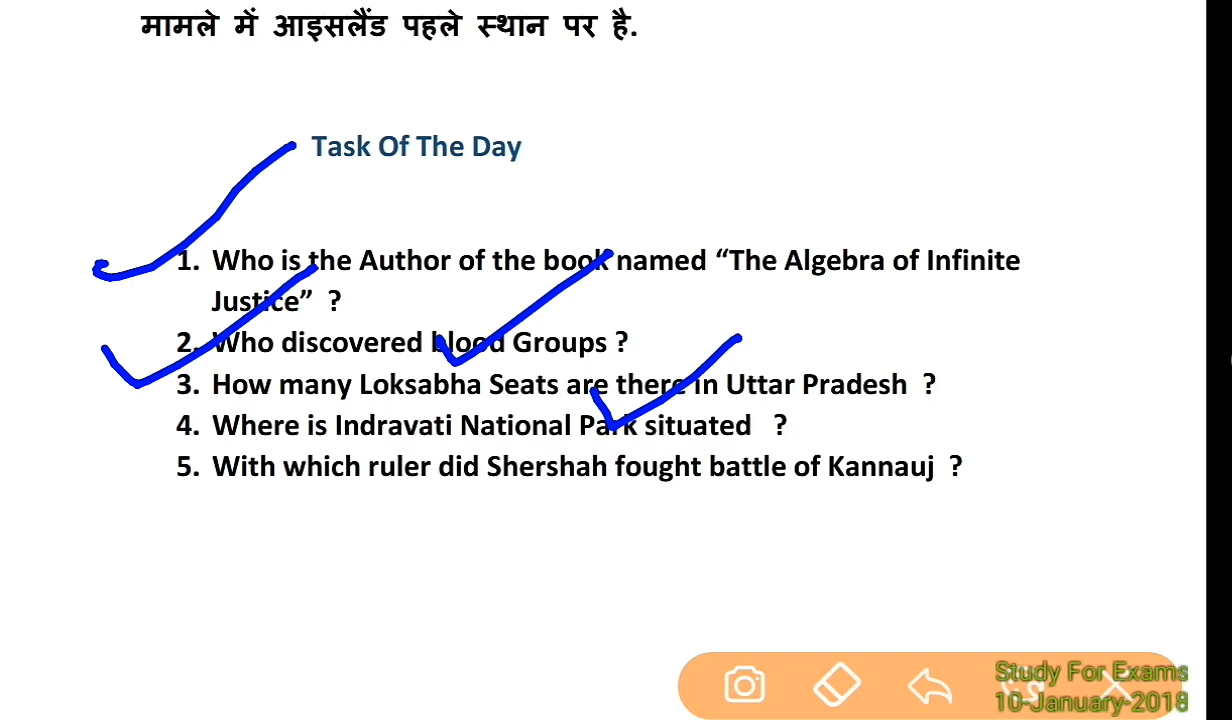 मामले में आइसलैंड पहले स्थान पर है.
Task Of The Day
1. Who is the Author of the book named “The Algebra of Infinite
Justice” ?
2. Who discovered blood Groups ?
3. How many Loksabha Seats are there in Uttar Pradesh ?
4. Where is Indravati National Park situated ?
5. With which ruler did Shershah fought battle of Kannauj ?
Study For Exams
10-January-2018